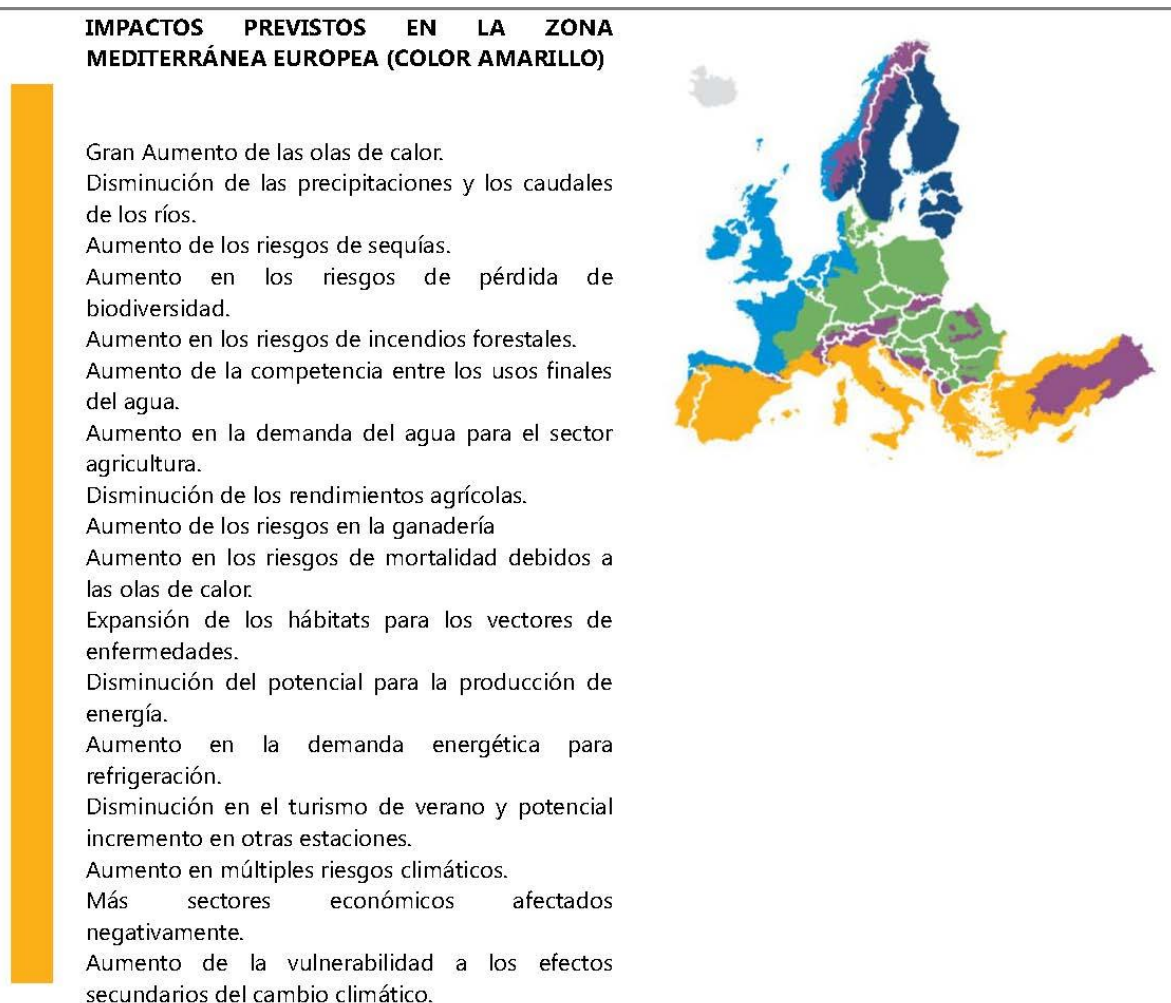 IMPACTOS PREVISTOS EN LA ZONA
MEDITERRÁNEA EUROPEA (COLOR AMARILLO)
Gran Aumento de las olas de calor.
Disminución de las precipitaciones y los caudales
de los ríos.
Aumento de los riesgos de sequías.
Aumento en los riesgos de pérdida de
biodiversidad.
Aumento en los riesgos de incendios forestales.
Aumento de la competencia entre los usos finales
del agua.
Aumento en la demanda del agua para el sector
agricultura.
Disminución de los rendimientos agrícolas.
Aumento de los riesgos en la ganadería
Aumento en los riesgos de mortalidad debidos a
las olas de calor.
Expansión de los hábitats para los vectores de
enfermedades.
Disminución del potencial para la producción de
energía.
Aumento en la demanda energética para
refrigeración.
Disminución en el turismo de verano y potencial
incremento en otras estaciones.
Aumento en múltiples riesgos climáticos.
Más sectores económicos afectados
negativamente.
Aumento de la vulnerabilidad a los efectos
secundarios del cambio climático.